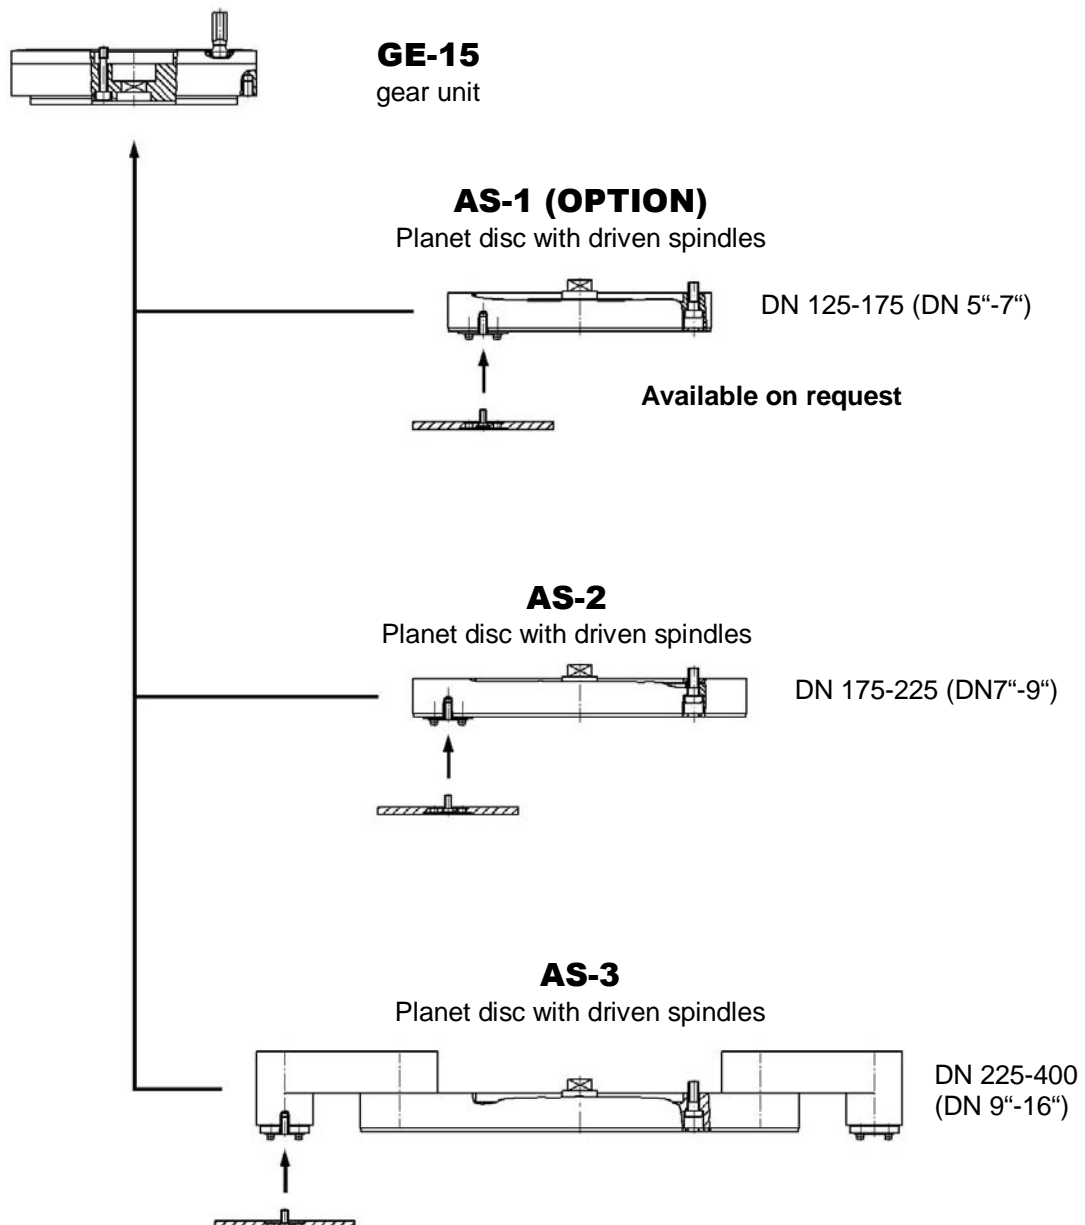 GE-15
gear unit
AS-1 (OPTION)
Planet disc with driven spindles
DN 125-175 (DN 5“-7“)
Available on request
AS-2
Planet disc with driven spindles
DN 175-225 (DN7“-9“)
AS-3
Planet disc with driven spindles
DN 225-400
(DN 9“-16“)